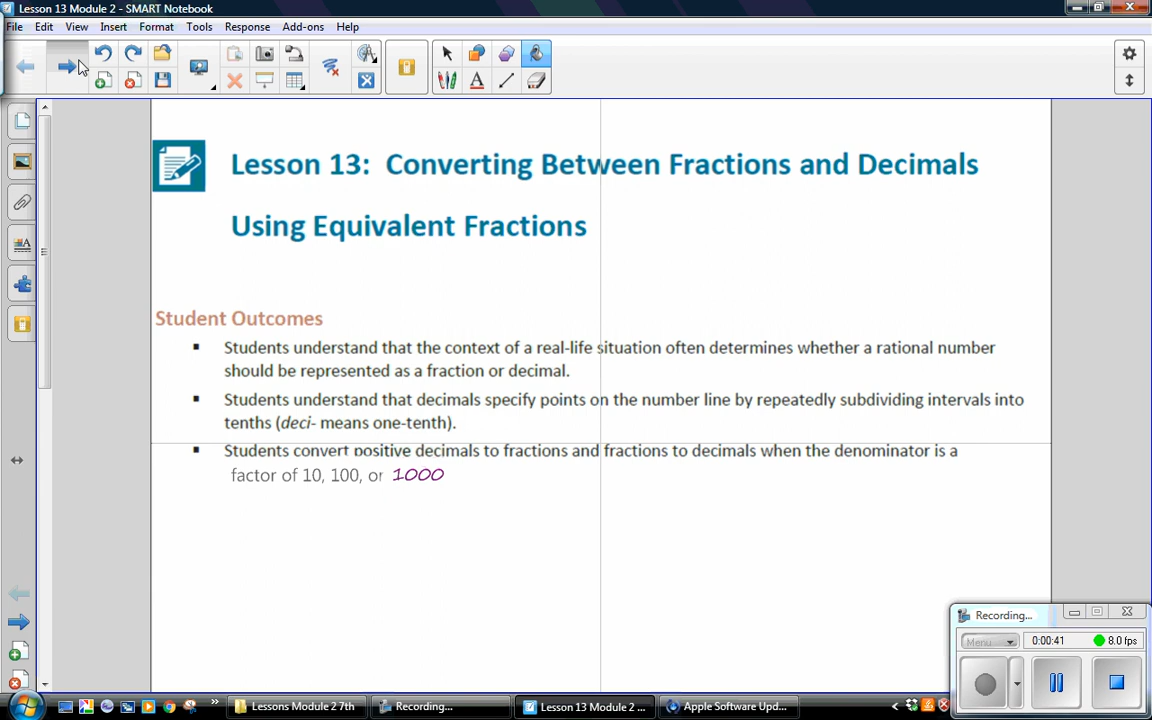 Lesson 13 Module 2 - SMART Notebook
File Edit View Insert Format Tools Response Add-ons Help
Lesson 13: Converting Between Fractions and Decimals
Using Equivalent Fractions
Student Outcomes
Students understand that the context of a real-life situation often determines whether a rational number
should be represented as a fraction or decimal.
Students understand that decimals specify points on the number line by repeatedly subdividing intervals into
tenths (deci- means one-tenth).
Students convert positive decimals to fractions and fractions to decimals when the denominator is a
factor of 10, 100, or 1000
Recording...
Menu 0:00:41 8.0 fps
Lessons Module 2 7th Recording... Lesson 13 Module 2 ... Apple Software Upd... 7:00 AM